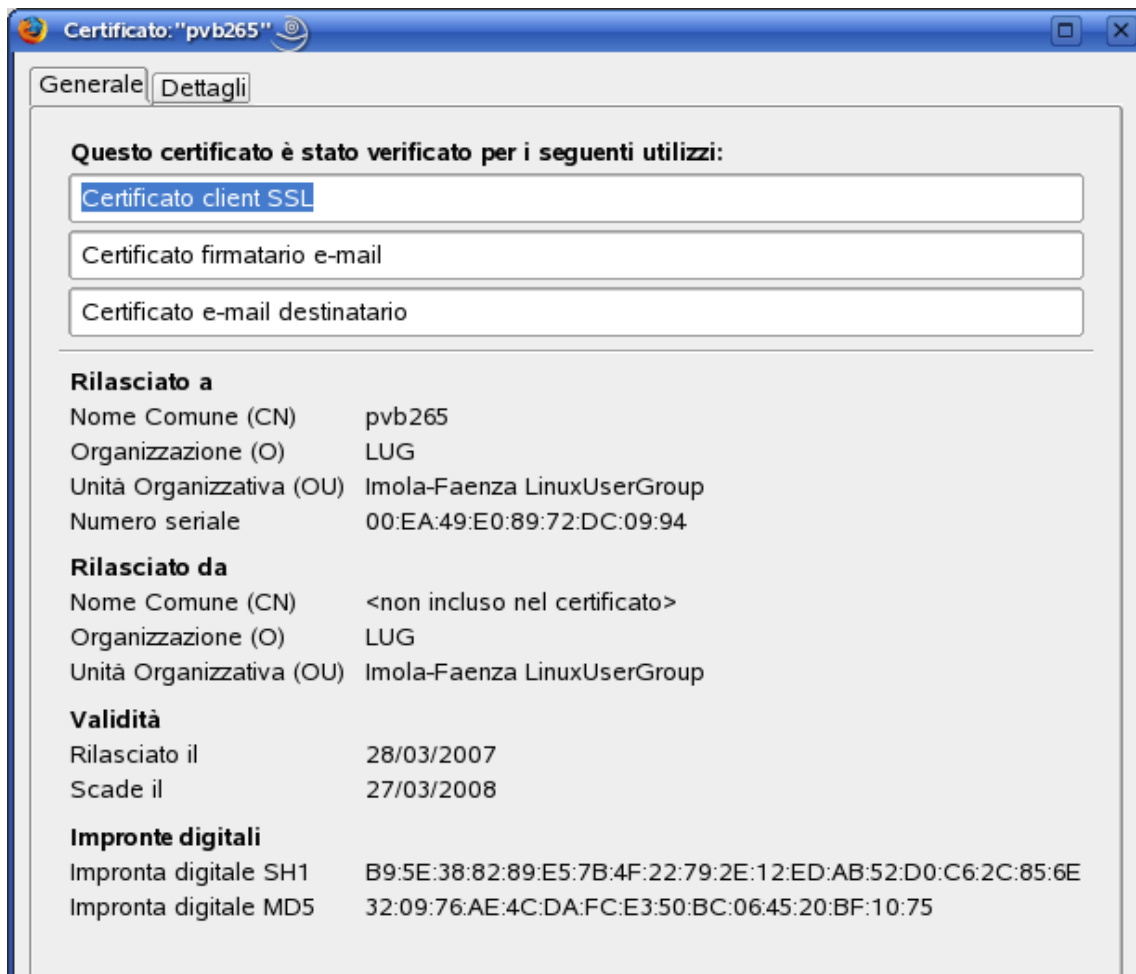 Certificato:"pvb265"
Generale Dettagli
Questo certificato è stato verificato per i seguenti utilizzi:
Certificato client SSL
Certificato firmatario e-mail
Certificato e-mail destinatario
Rilasciato a
Nome Comune (CN) pvb265
Organizzazione (O) LUG
Unità Organizzativa (OU) Imola-Faenza LinuxUserGroup
Numero seriale 00:EA:49:E0:89:72:DC:09:94
Rilasciato da
Nome Comune (CN) <non incluso nel certificato>
Organizzazione (O) LUG
Unità Organizzativa (OU) Imola-Faenza LinuxUserGroup
Validità
Rilasciato il 28/03/2007
Scade il 27/03/2008
Impronte digitali
Impronta digitale SH1 B9:5E:38:82:89:E5:7B:4F:22:79:2E:12:ED:AB:52:D0:C6:2C:85:6E
Impronta digitale MD5 32:09:76:AE:4C:DA:FC:E3:50:BC:06:45:20:BF:10:75